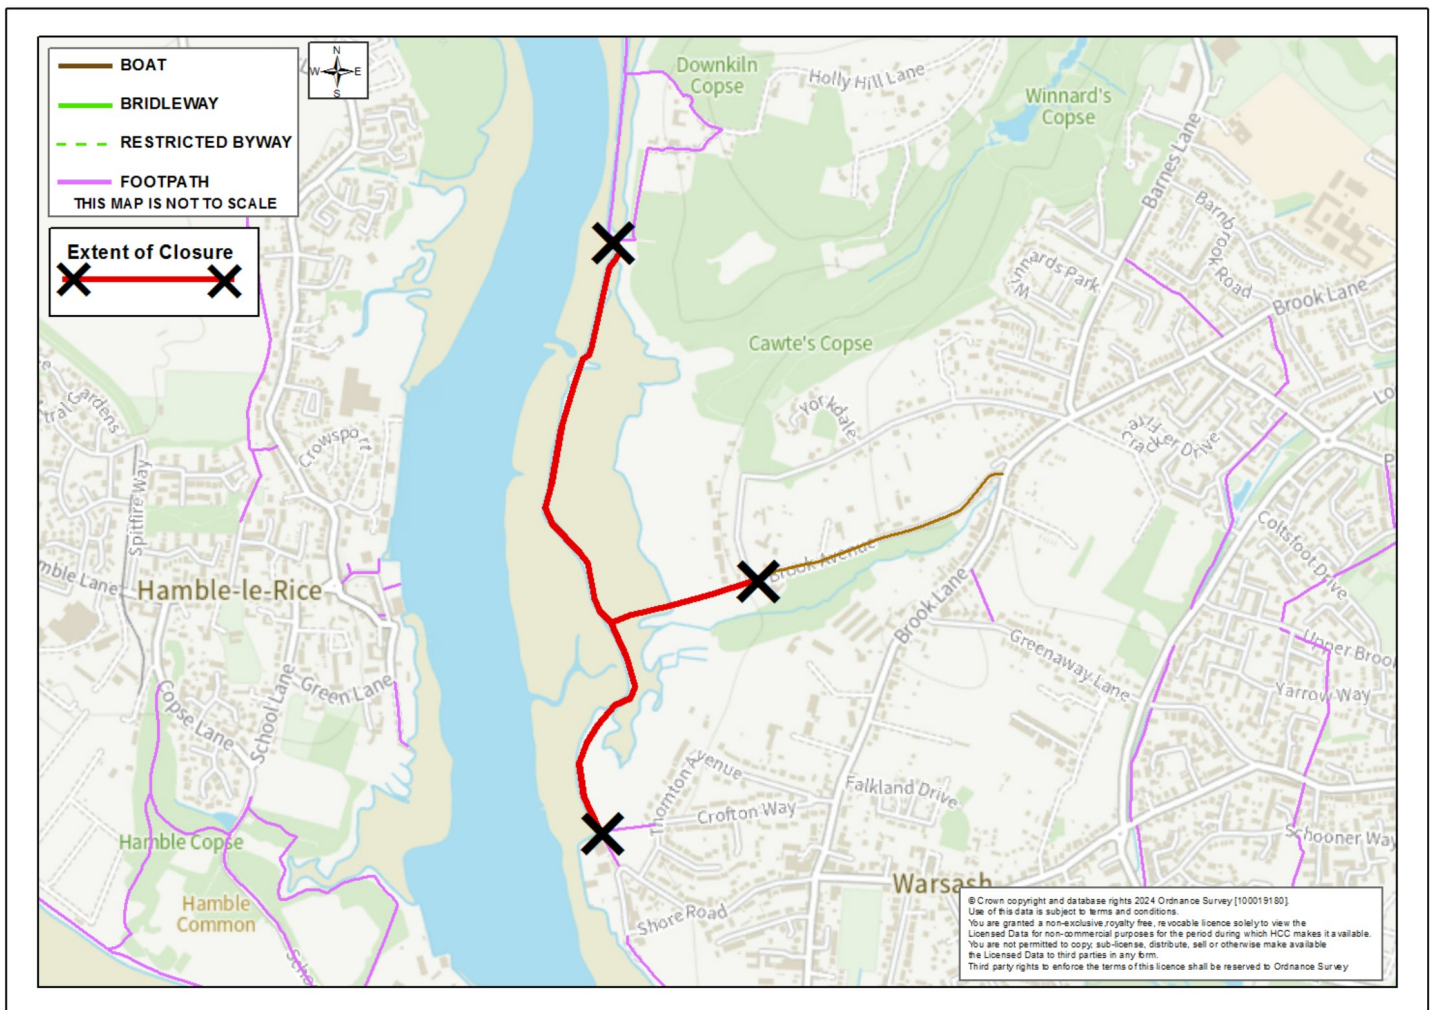 BOAT
BRIDLEWAY
RESTRICTED BYWAY
FOOTPATH
THIS MAP IS NOT TO SCALE
N
W E
S
Extent of Closure
Downkiln
Copse
Holly Hill Lane
Winnard's
Copse
Barnes Lane
Barnbrook Road
Winnards Park
Brook Lane
Cawte's Copse
Yorkdale
Cracker Drive
tral Gardens
Crowsport
Spitfire Way
mble Lane
Hamble-le-Rice
Brook Avenue
Brook Lane
Coltsfoot Drive
Greenaway Lane
Upper Brook
Yarrow Way
Copse Lane
School Lane
Green Lane
Thornton Avenue
Crofton Way
Falkland Drive
Schooner Way
Hamble Copse
Hamble
Common
Shore Road
Warsash
© Crown copyright and database rights 2024 Ordnance Survey [100019180].
Use of this data is subject to terms and conditions.
You are granted a non-exclusive,royalty free, revocable licence solely to view the
Licensed Data for non-commercial purposes for the period during which HCC makes it available.
You are not permitted to copy, sub-license, distribute, sell or otherwise make available
the Licensed Data to third parties in any form.
Third party rights to enforce the terms of this licence shall be reserved to Ordnance Survey